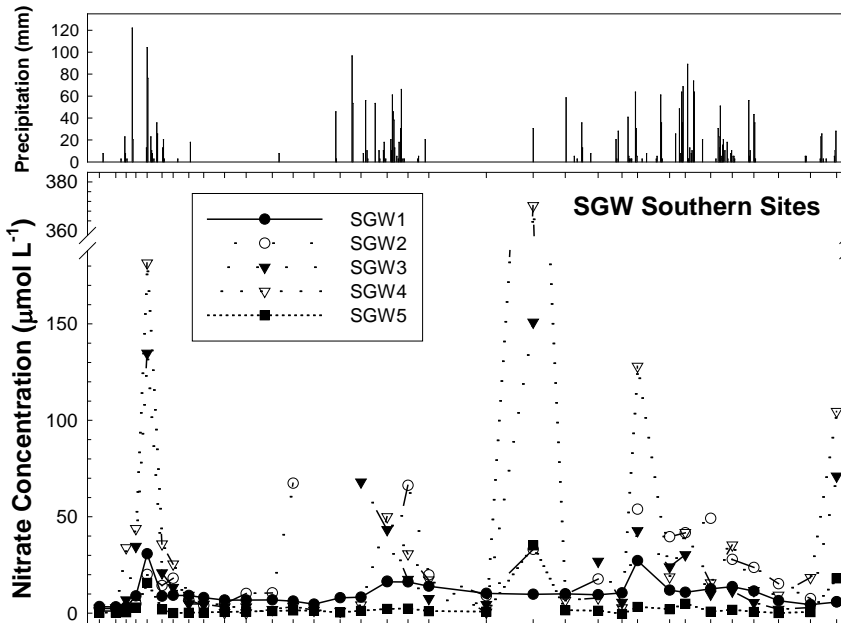 Precipitation (mm)
120
100
80
60
40
20
0
SGW Southern Sites
Nitrate Concentration (μmol L⁻¹)
380
360
150
100
50
0
SGW1
SGW2
SGW3
SGW4
SGW5